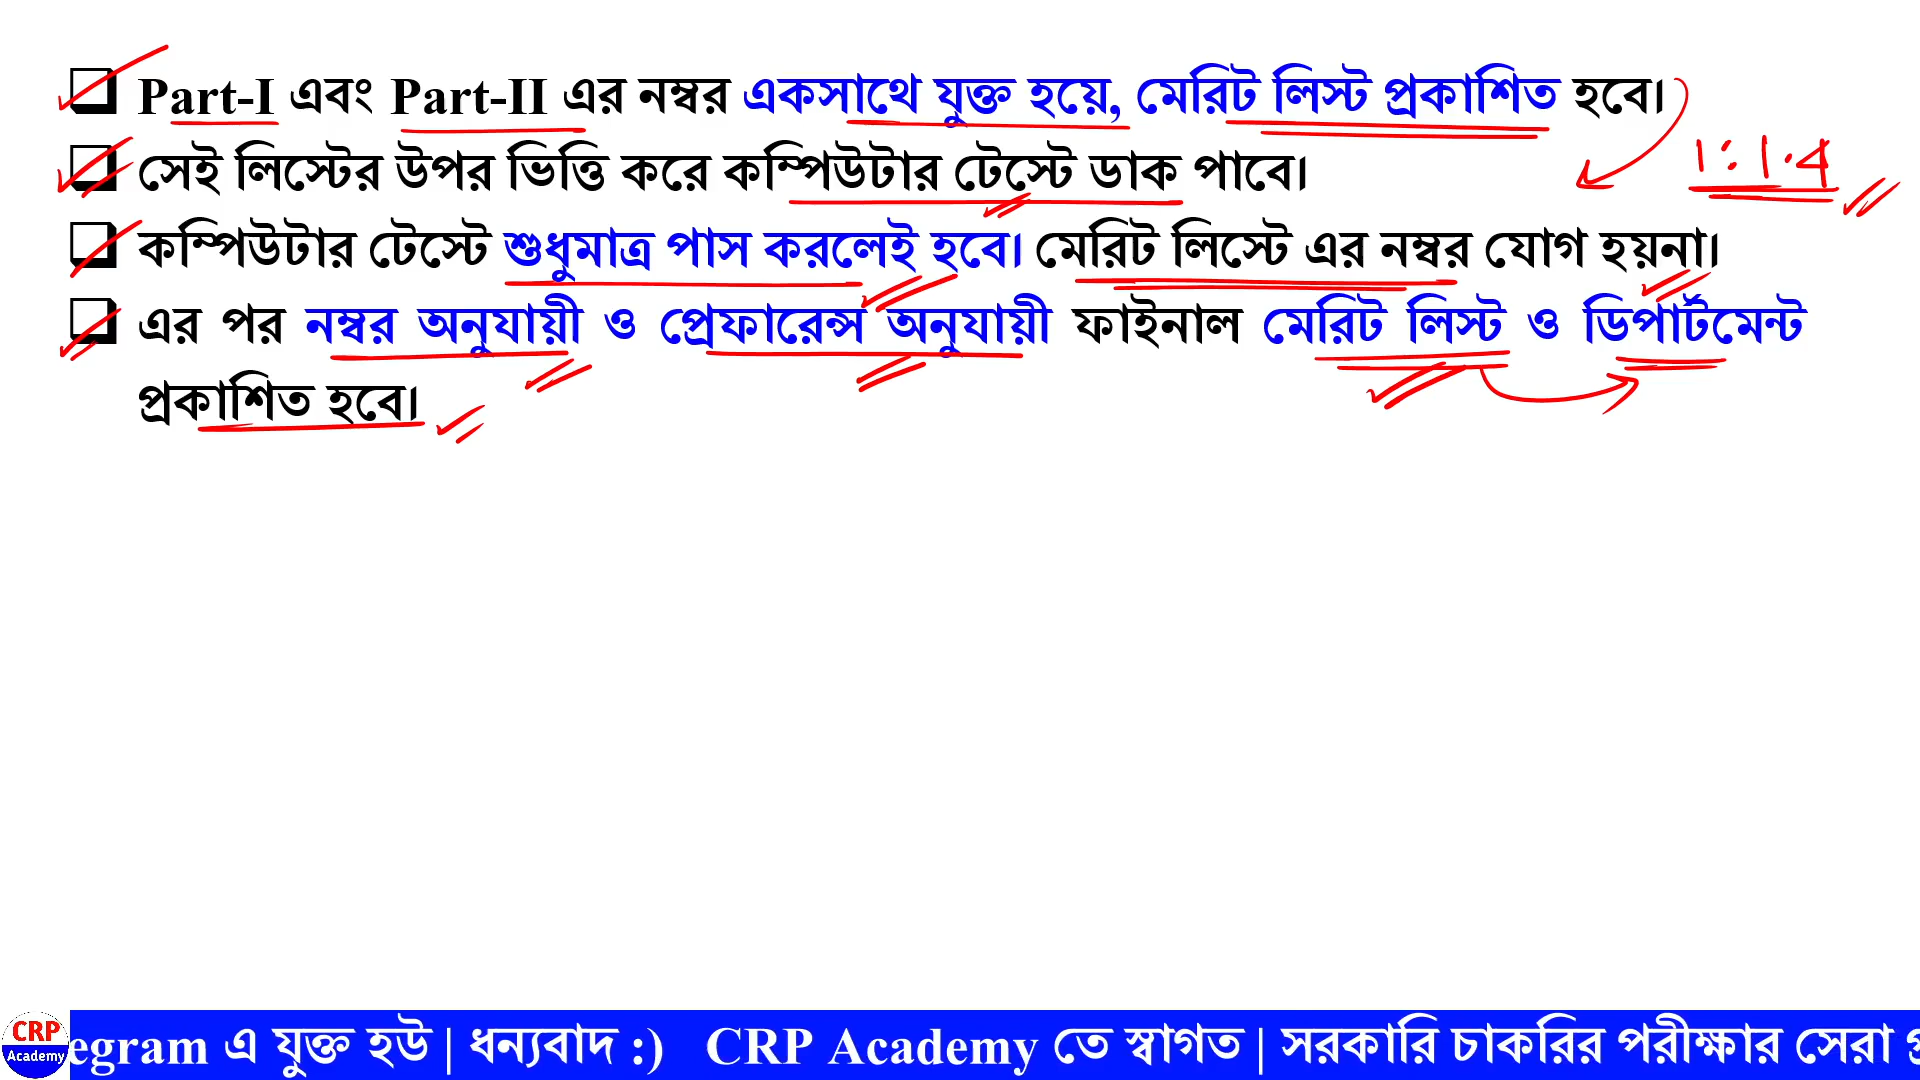 Part-I এবং Part-II এর নম্বর একসাথে যুক্ত হয়ে, মেরিট লিস্ট প্রকাশিত হবে।
1:1.4
সেই লিস্টের উপর ভিত্তি করে কম্পিউটার টেস্টে ডাক পাবে।
কম্পিউটার টেস্টে শুধুমাত্র পাস করলেই হবে। মেরিট লিস্টে এর নম্বর যোগ হয়না।
এর পর নম্বর অনুযায়ী ও প্রেফারেন্স অনুযায়ী ফাইনাল মেরিট লিস্ট ও ডিপার্টমেন্ট
প্রকাশিত হবে।
CRP
Academy
egram এ যুক্ত হউ | ধন্যবাদ :) CRP Academy তে স্বাগত | সরকারি চাকরির পরীক্ষার সেরা